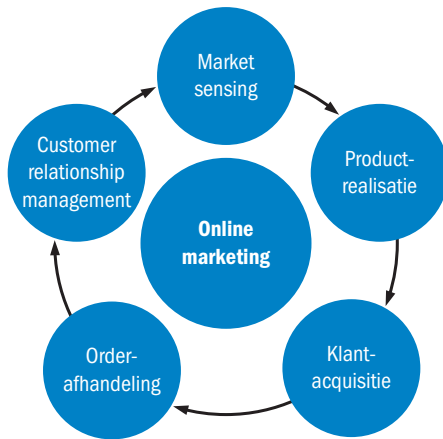 Market
sensing
Product-
realisatie
Klant-
acquisitie
Order-
afhandeling
Customer
relationship
management
Online
marketing